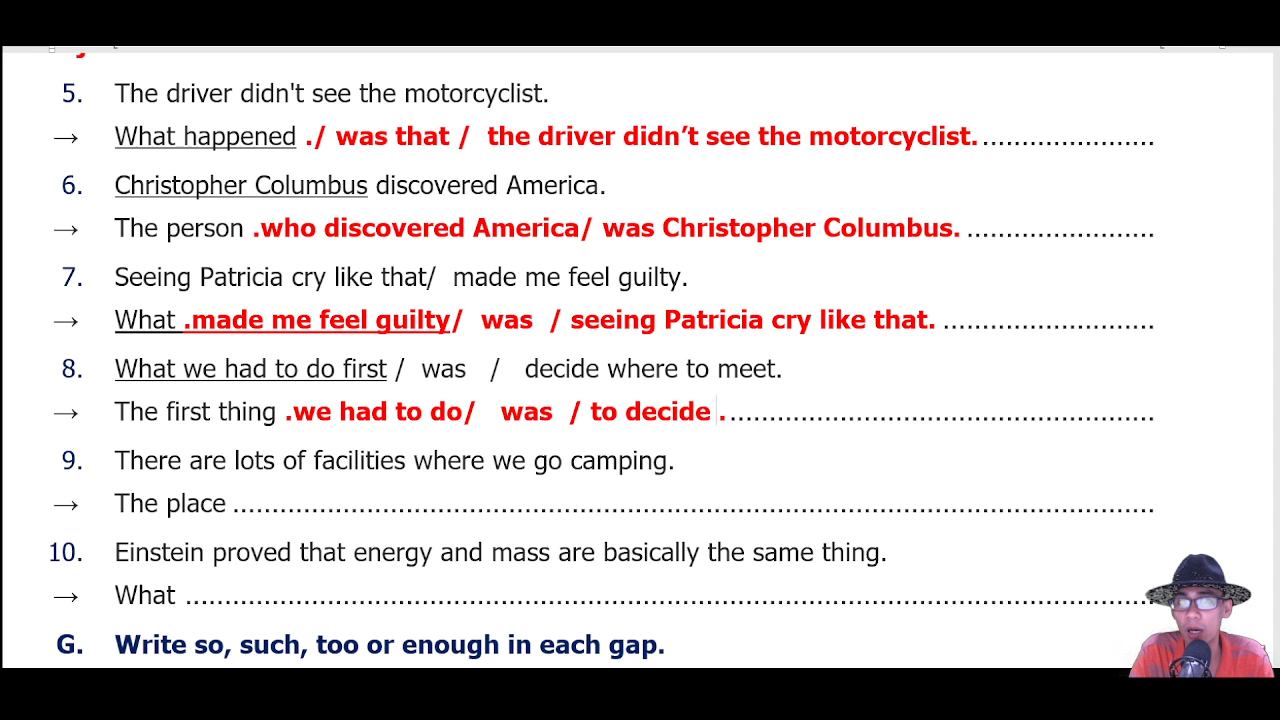 5. The driver didn't see the motorcyclist.
→ What happened ./ was that / the driver didn’t see the motorcyclist. ......................
6. Christopher Columbus discovered America.
→ The person .who discovered America/ was Christopher Columbus. ........................
7. Seeing Patricia cry like that/ made me feel guilty.
→ What .made me feel guilty/ was / seeing Patricia cry like that. ...........................
8. What we had to do first / was / decide where to meet.
→ The first thing .we had to do/ was / to decide . ......................................................
9. There are lots of facilities where we go camping.
→ The place ......................................................................................................................
10. Einstein proved that energy and mass are basically the same thing.
→ What ............................................................................................................................
G. Write so, such, too or enough in each gap.